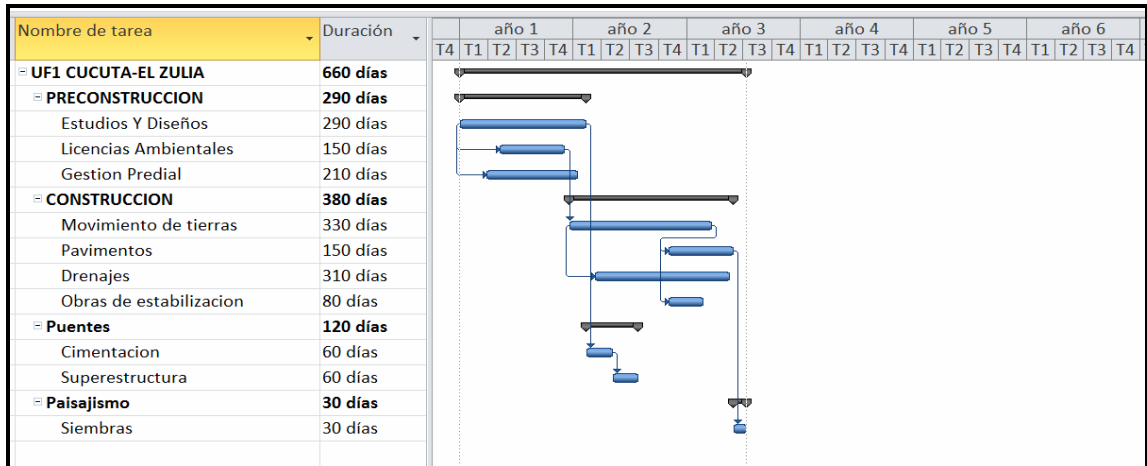 Nombre de tarea Duración año 1 año 2 año 3 año 4 año 5 año 6
T4 T1 T2 T3 T4 T1 T2 T3 T4 T1 T2 T3 T4 T1 T2 T3 T4 T1 T2 T3 T4 T1 T2 T3 T4
UF1 CUCUTA-EL ZULIA 660 días
PRECONSTRUCCION 290 días
Estudios Y Diseños 290 días
Licencias Ambientales 150 días
Gestion Predial 210 días
CONSTRUCCION 380 días
Movimiento de tierras 330 días
Pavimentos 150 días
Drenajes 310 días
Obras de estabilizacion 80 días
Puentes 120 días
Cimentacion 60 días
Superestructura 60 días
Paisajismo 30 días
Siembras 30 días